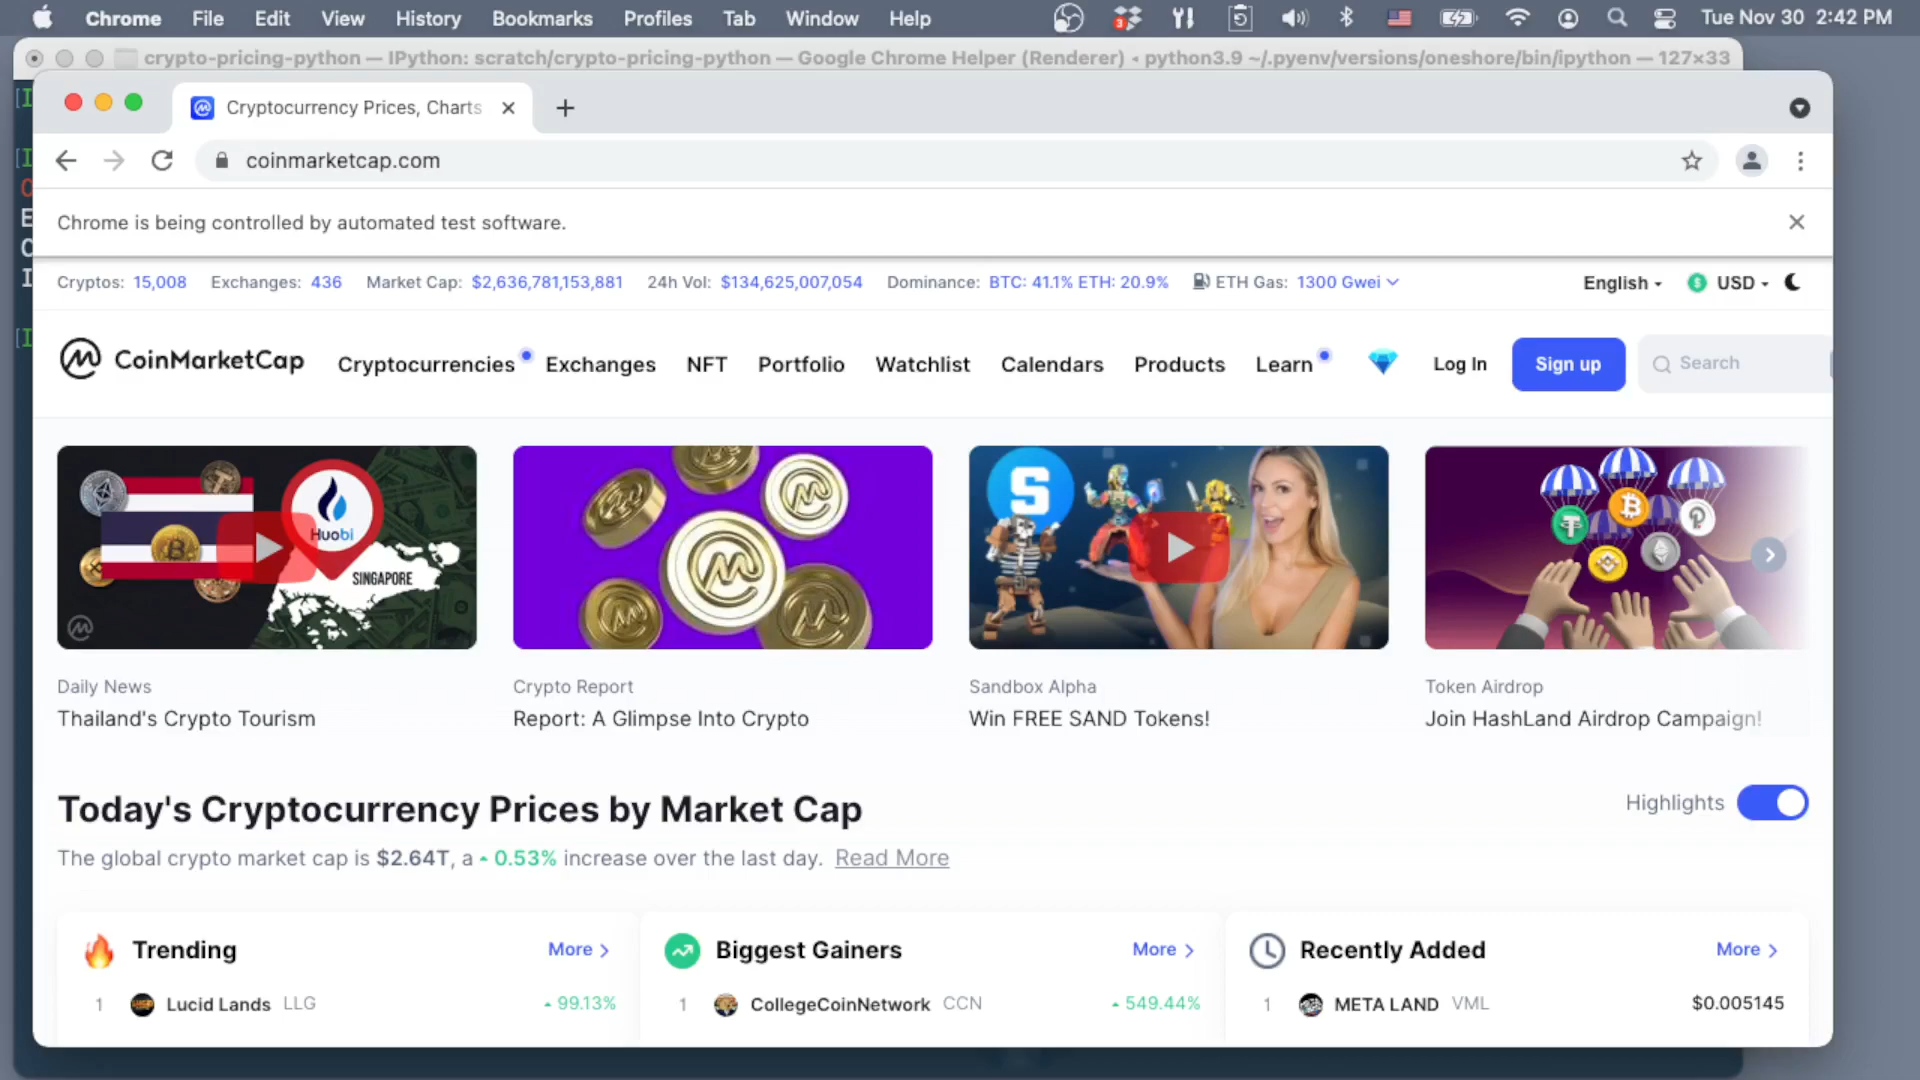 Chrome File Edit View History Bookmarks Profiles Tab Window Help 3 Tue Nov 30 2:42 PM
crypto-pricing-python — IPython: scratch/crypto-pricing-python — Google Chrome Helper (Renderer) ◂ python3.9 ~/.pyenv/versions/oneshore/bin/ipython — 127×33
Cryptocurrency Prices, Charts
coinmarketcap.com
Chrome is being controlled by automated test software.
Cryptos: 15,008 Exchanges: 436 Market Cap: $2,636,781,153,881 24h Vol: $134,625,007,054 Dominance: BTC: 41.1% ETH: 20.9% ETH Gas: 1300 Gwei English USD
CoinMarketCap Cryptocurrencies Exchanges NFT Portfolio Watchlist Calendars Products Learn Log In Sign up Search
Huobi
SINGAPORE
S
Daily News Crypto Report Sandbox Alpha Token Airdrop
Thailand's Crypto Tourism Report: A Glimpse Into Crypto Win FREE SAND Tokens! Join HashLand Airdrop Campaign!
Today's Cryptocurrency Prices by Market Cap Highlights
The global crypto market cap is $2.64T, a 0.53% increase over the last day. Read More
Trending More Biggest Gainers More Recently Added More
1 Lucid Lands LLG 99.13% 1 CollegeCoinNetwork CCN 549.44% 1 META LAND VML $0.005145